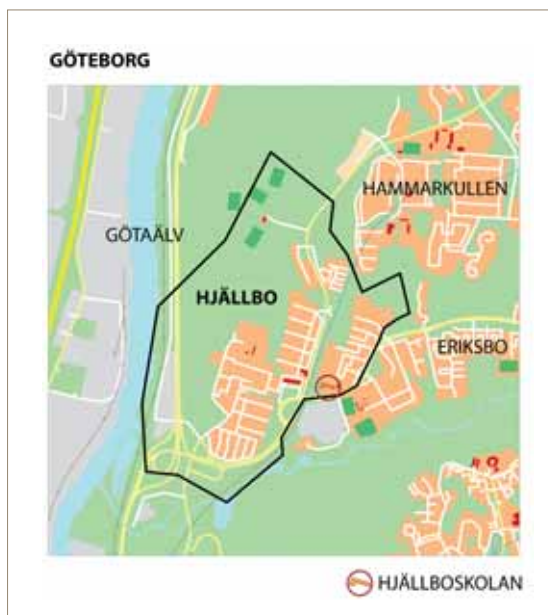 GÖTEBORG
HAMMARKULLEN
GÖTAÄLV
HJÄLLBO
ERIKSBO
HJÄLLBOSKOLAN